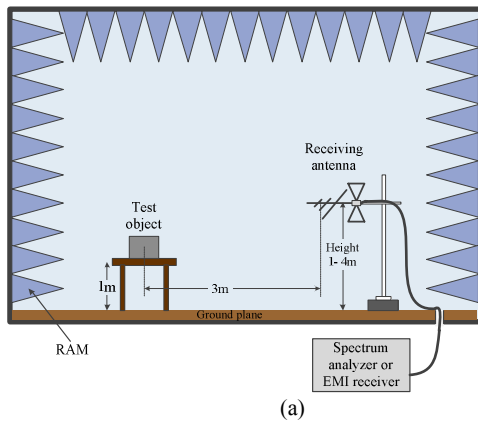 Receiving
antenna
Test
object
Height
1- 4m
1m
3m
Ground plane
RAM
Spectrum
analyzer or
EMI receiver
(a)